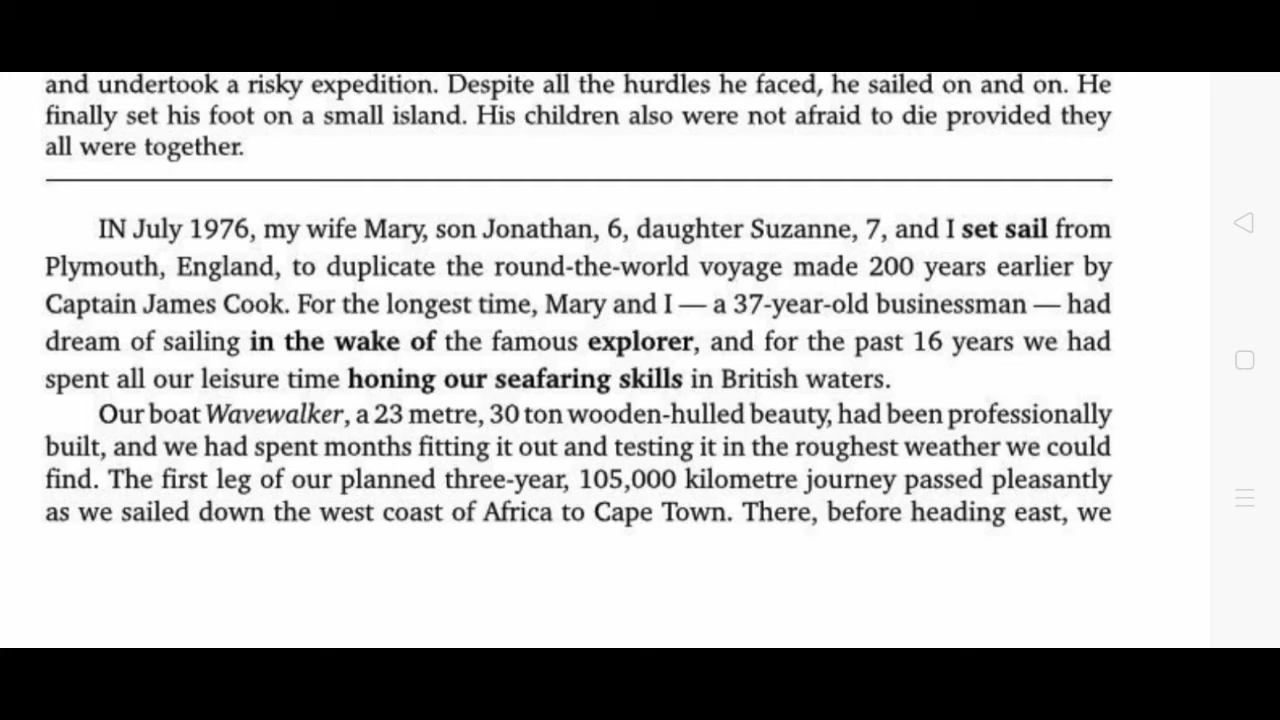 and undertook a risky expedition. Despite all the hurdles he faced, he sailed on and on. He
finally set his foot on a small island. His children also were not afraid to die provided they
all were together.
IN July 1976, my wife Mary, son Jonathan, 6, daughter Suzanne, 7, and I set sail from
Plymouth, England, to duplicate the round-the-world voyage made 200 years earlier by
Captain James Cook. For the longest time, Mary and I — a 37-year-old businessman — had
dream of sailing in the wake of the famous explorer, and for the past 16 years we had
spent all our leisure time honing our seafaring skills in British waters.
Our boat Wavewalker, a 23 metre, 30 ton wooden-hulled beauty, had been professionally
built, and we had spent months fitting it out and testing it in the roughest weather we could
find. The first leg of our planned three-year, 105,000 kilometre journey passed pleasantly
as we sailed down the west coast of Africa to Cape Town. There, before heading east, we